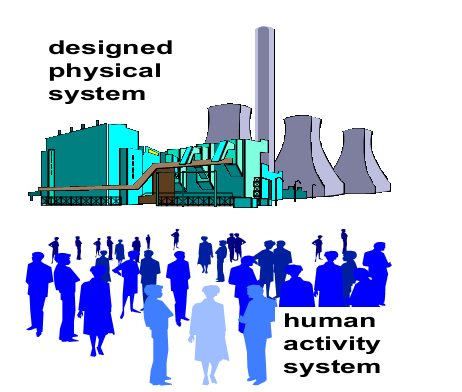 designed
physical
system
human
activity
system